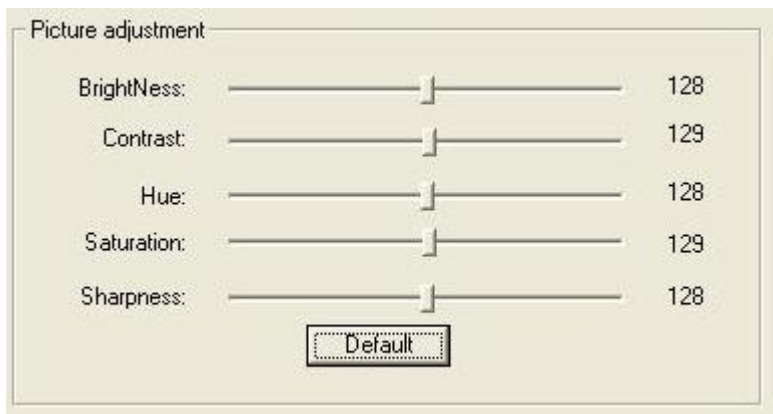 Picture adjustment
BrightNess: 128
Contrast: 129
Hue: 128
Saturation: 129
Sharpness: 128
Default